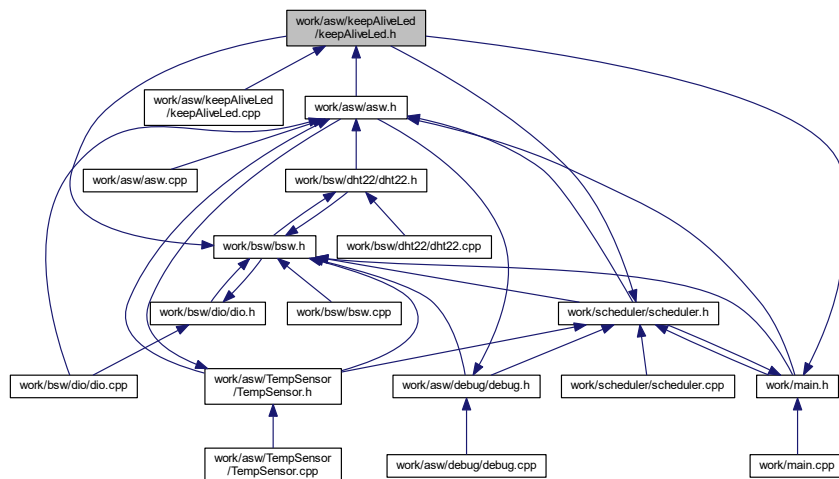 work/asw/keepAliveLed
/keepAliveLed.h
work/asw/keepAliveLed
/keepAliveLed.cpp
work/asw/asw.h
work/asw/asw.cpp
work/bsw/dht22/dht22.h
work/bsw/bsw.h
work/bsw/dht22/dht22.cpp
work/bsw/dio/dio.h
work/bsw/bsw.cpp
work/scheduler/scheduler.h
work/bsw/dio/dio.cpp
work/asw/TempSensor
/TempSensor.h
work/asw/debug/debug.h
work/scheduler/scheduler.cpp
work/main.h
work/asw/TempSensor
/TempSensor.cpp
work/asw/debug/debug.cpp
work/main.cpp